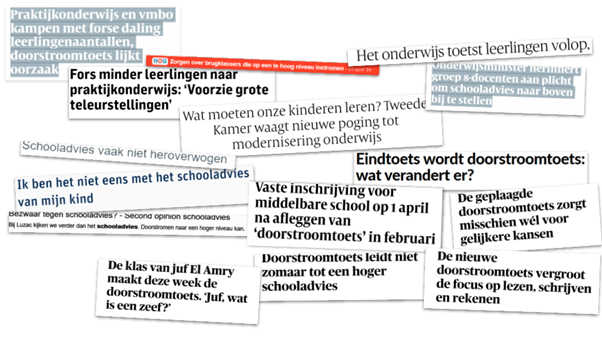 Praktijkonderwijs en vmbo
kampen met forse daling
leerlingenaantallen,
doorstroomtoets lijkt
oorzaak
NOG Zorgen over brugklassers die op een te hoog niveau instromen
Fors minder leerlingen naar
praktijkonderwijs: ‘Voorzie grote
teleurstellingen’
Het onderwijs toetst leerlingen volop,
Onderwijsminister herinnert
groep 8-docenten aan plicht
om schooladvies naar boven
bij te stellen
Wat moeten onze kinderen leren? Tweede
Kamer waagt nieuwe poging tot
modernisering onderwijs
Schooladvies vaak niet heroverwogen
Eindtoets wordt doorstroomtoets:
wat verandert er?
Ik ben het niet eens met het schooladvies
van mijn kind
Vaste inschrijving voor
middelbare school op 1 april
na afleggen van
‘doorstroomtoets’ in februari
De geplaagde
doorstroomtoets zorgt
misschien wél voor
gelijkere kansen
Bezwaar tegen schooladvies? - Second opinion schooladvies
Bij Luzac kijken we verder dan het schooladvies. Doorstromen naar een hoger niveau kan.
De klas van juf El Amry
maakt deze week de
doorstroomtoets. ‘Juf, wat
is een zeef?’
Doorstroomtoets leidt niet
zomaar tot een hoger
schooladvies
De nieuwe
doorstroomtoets vergroot
de focus op lezen, schrijven
en rekenen